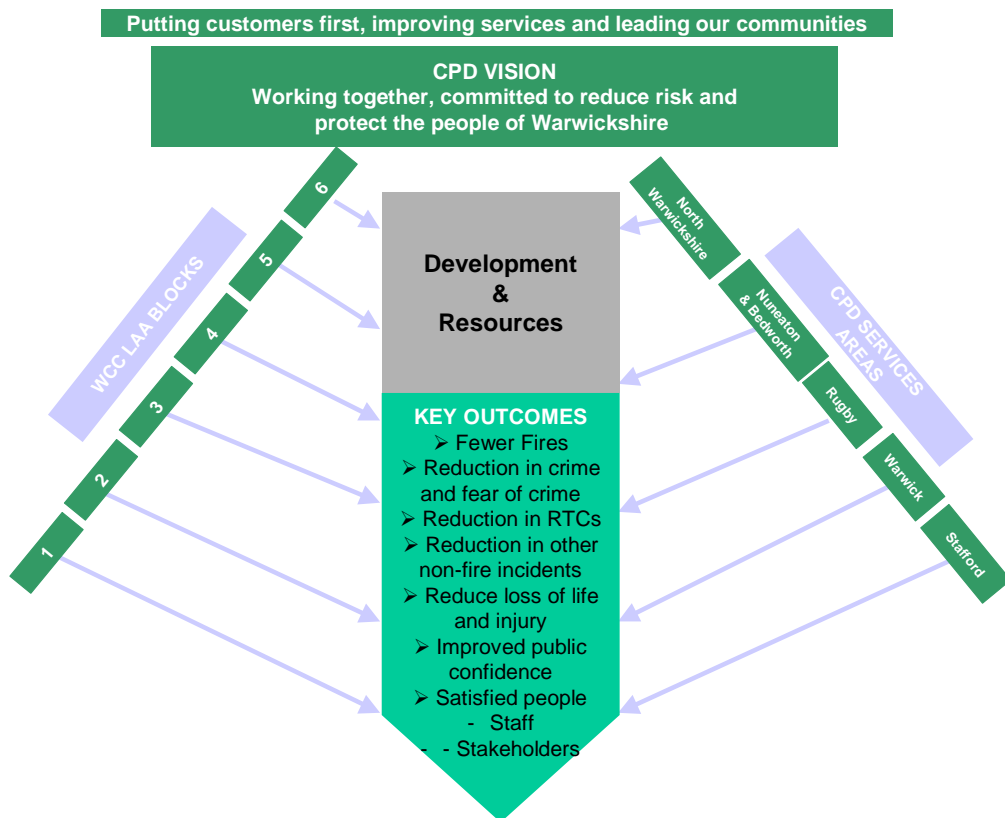 Putting customers first, improving services and leading our communities
CPD VISION
Working together, committed to reduce risk and
protect the people of Warwickshire
WCC LAA BLOCKS
6
5
4
3
2
1
Development
&
Resources
KEY OUTCOMES
➢ Fewer Fires
➢ Reduction in crime
and fear of crime
➢ Reduction in RTCs
➢ Reduction in other
non-fire incidents
➢ Reduce loss of life
and injury
➢ Improved public
confidence
➢ Satisfied people
- Staff
- - Stakeholders
CPD SERVICES
AREAS
North
Warwickshire
Nuneaton
& Bedworth
Rugby
Warwick
Stafford